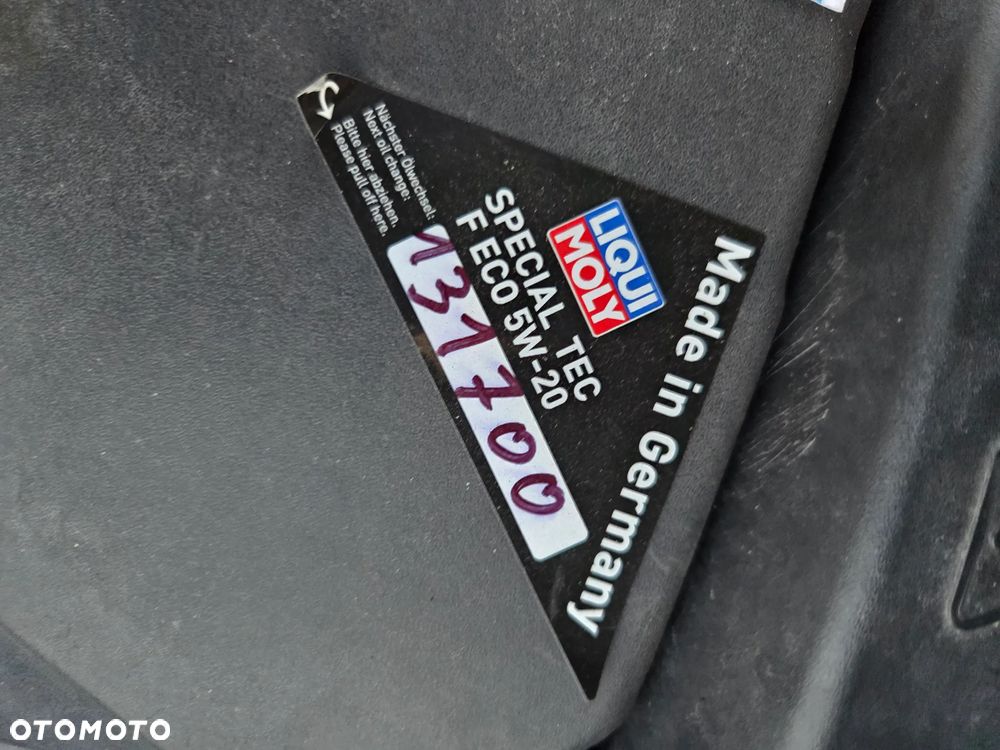 Made in Germany
LIQUI
MOLY
SPECIAL TEC
F ECO 5W-20
131700
Nächster Ölwechsel:
Next oil change:
Bitte hier abziehen.
Please pull off here.
OTOMOTO